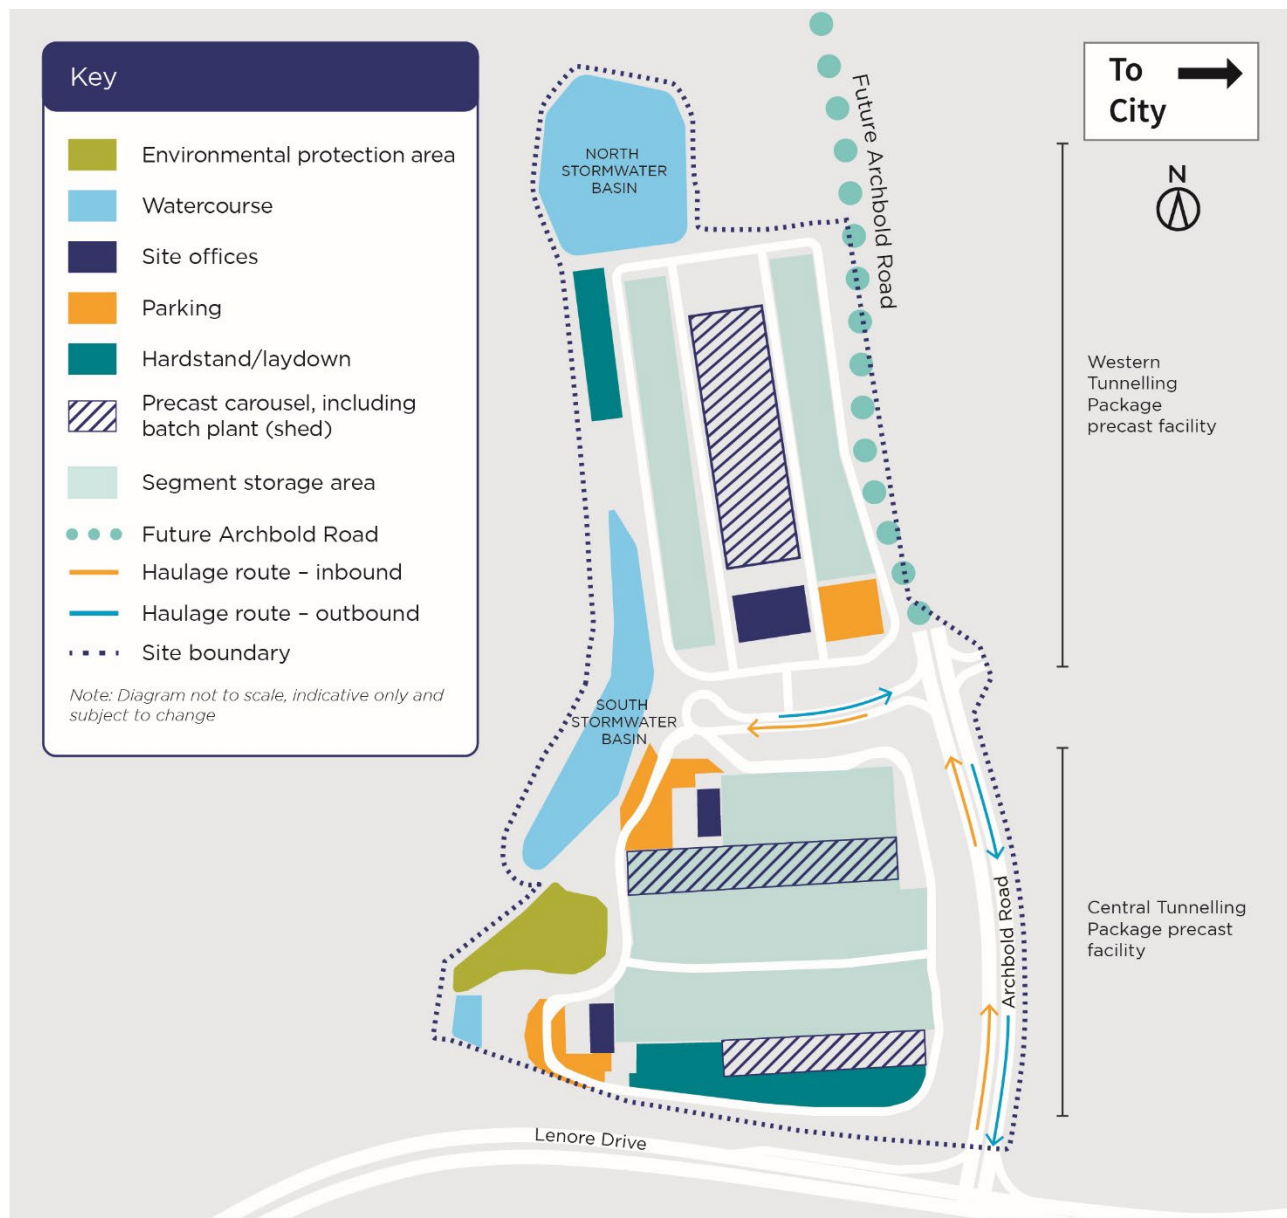 Key
Environmental protection area
Watercourse
Site offices
Parking
Hardstand/laydown
Precast carousel, including
batch plant (shed)
Segment storage area
Future Archbold Road
Haulage route – inbound
Haulage route – outbound
Site boundary
Note: Diagram not to scale, indicative only and
subject to change
NORTH
STORMWATER
BASIN
Future Archbold Road
To
City
N
Western
Tunnelling
Package
precast facility
SOUTH
STORMWATER
BASIN
Archbold Road
Central Tunnelling
Package precast
facility
Lenore Drive